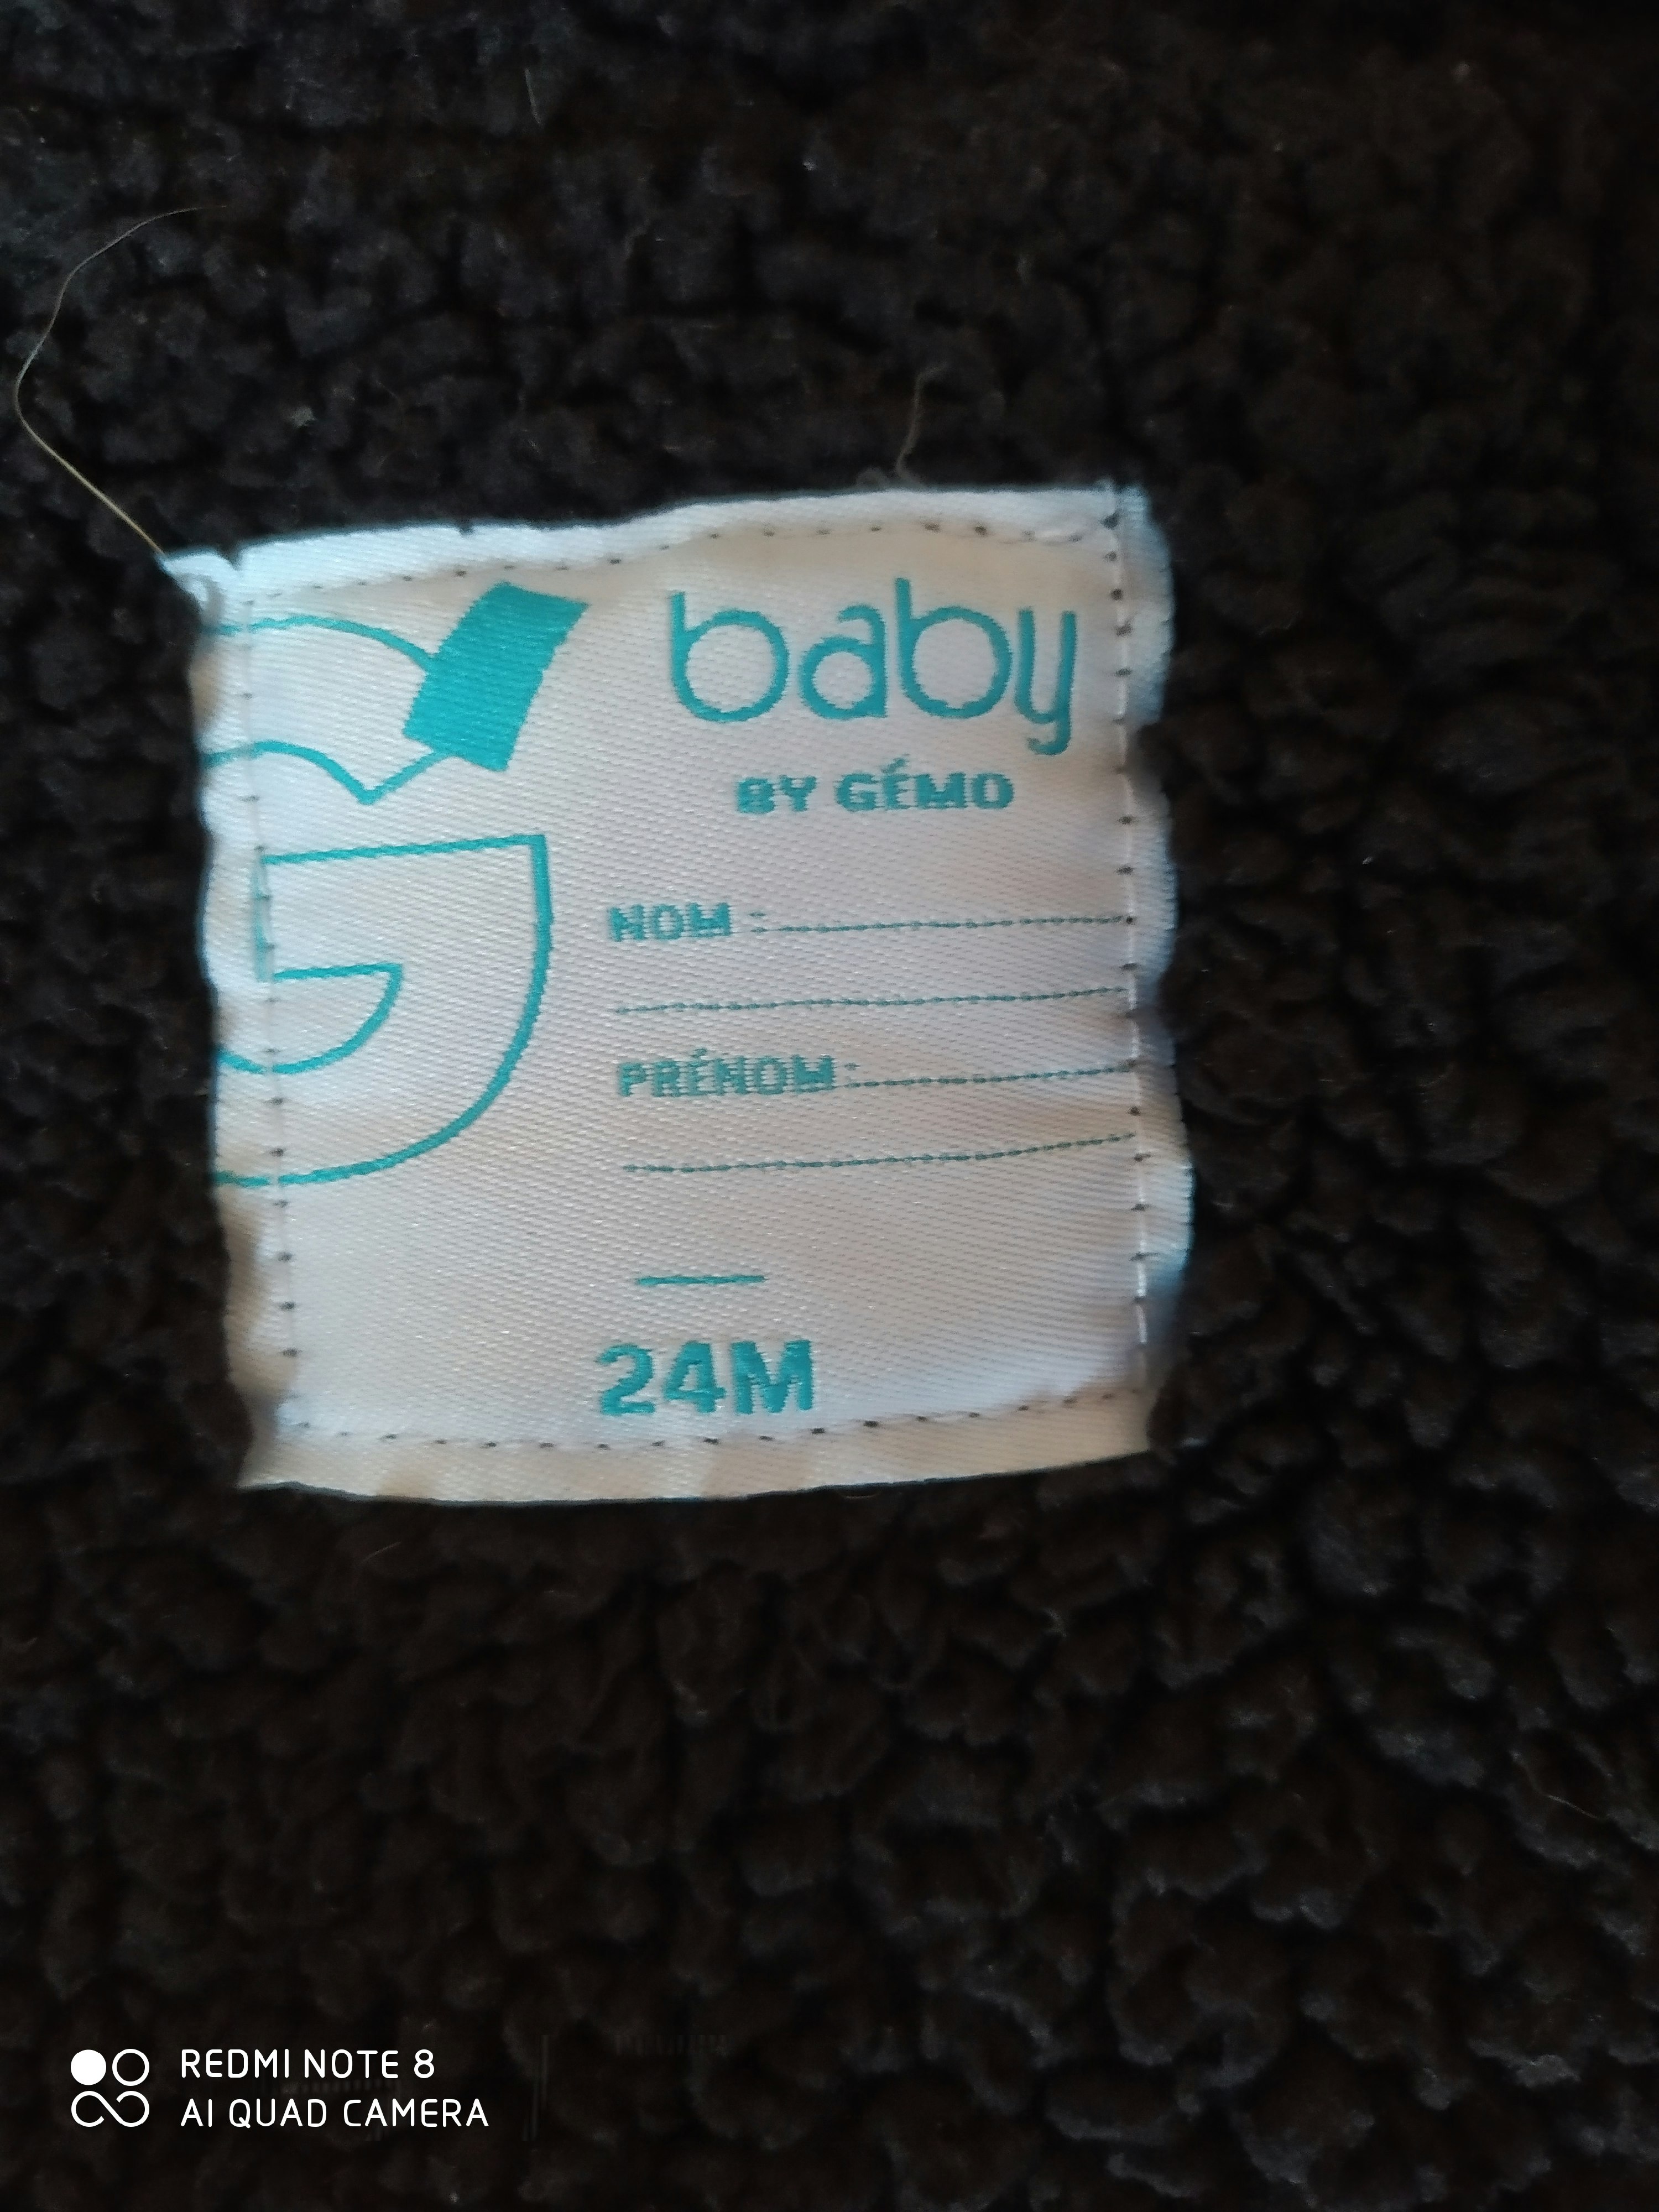 baby
BY GÉMO
NOM :
PRÉNOM :
24M
REDMI NOTE 8
AI QUAD CAMERA